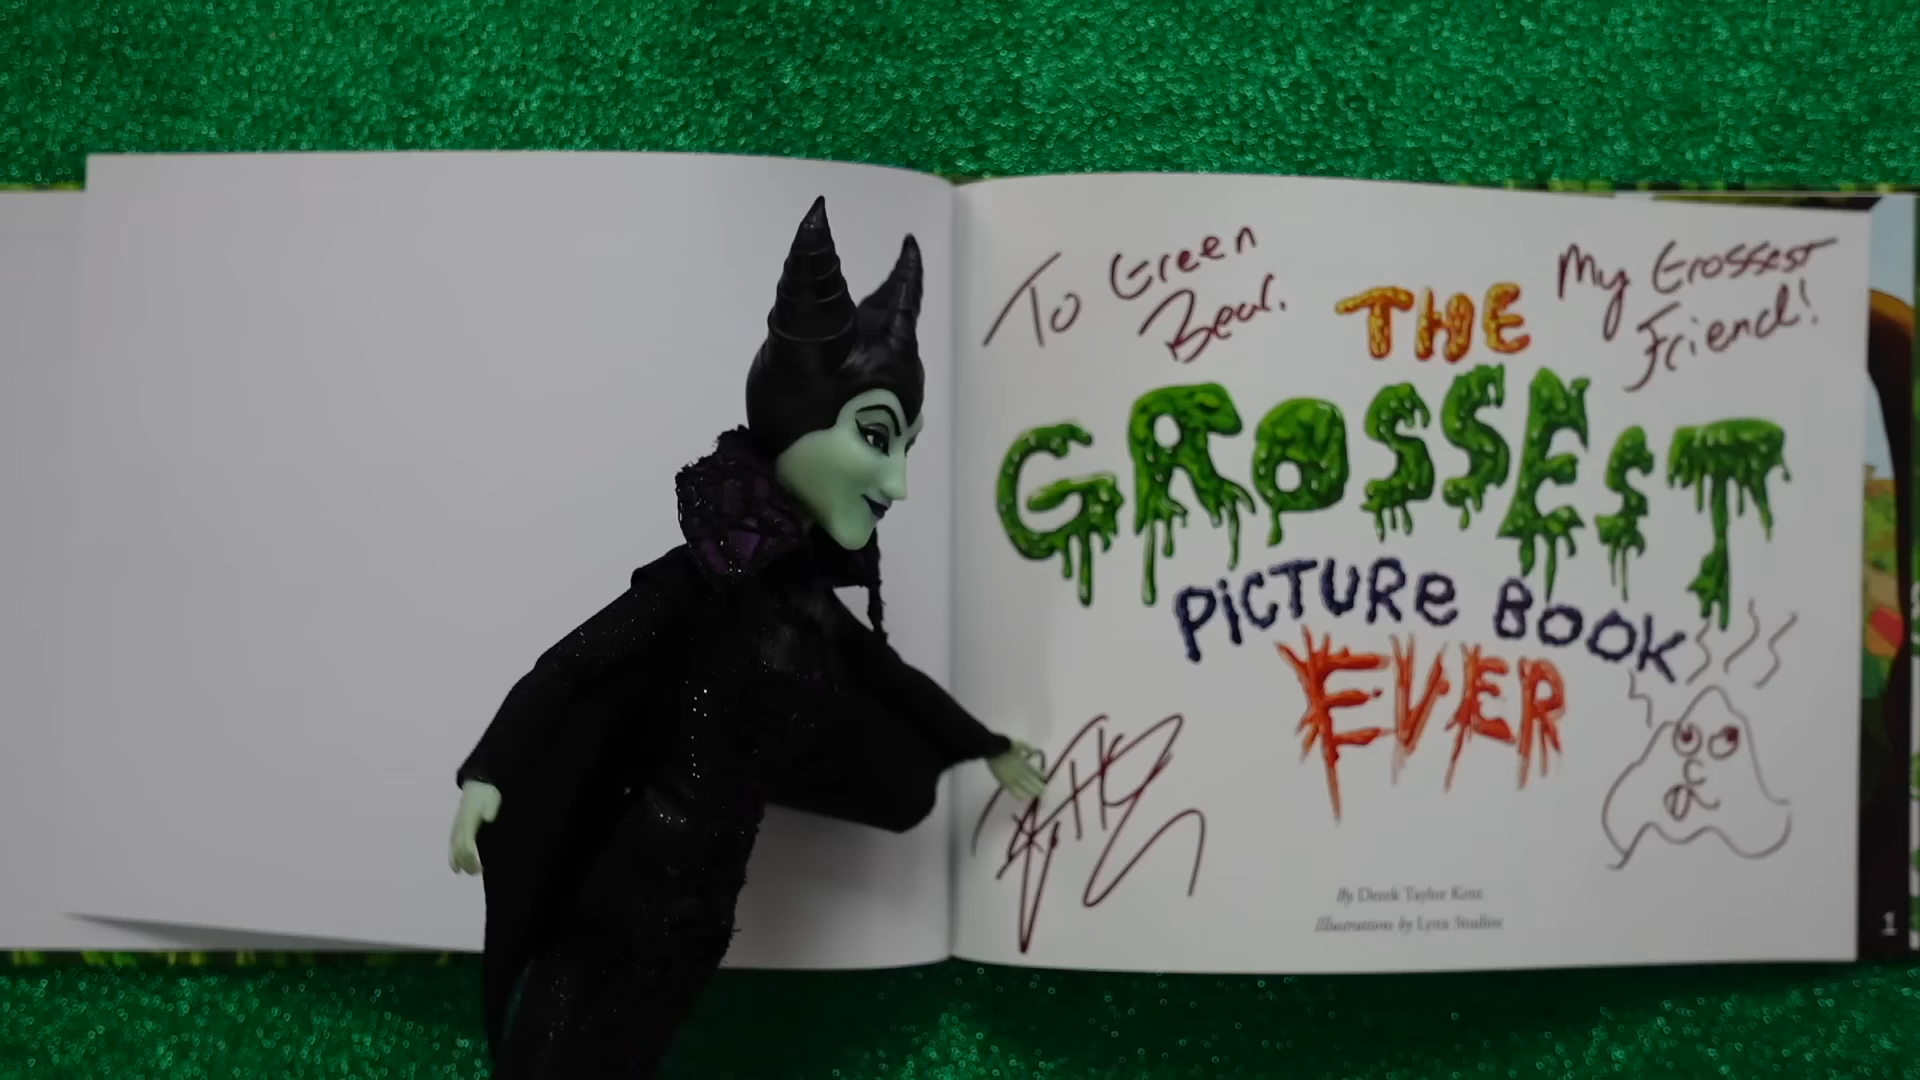 To Green
Bear.
My Grossest
Friend!
THE
GROSSEST
PICTURE BOOK
EVER
By Derek Taylor Kent
Illustrations by Lynx Studios
1